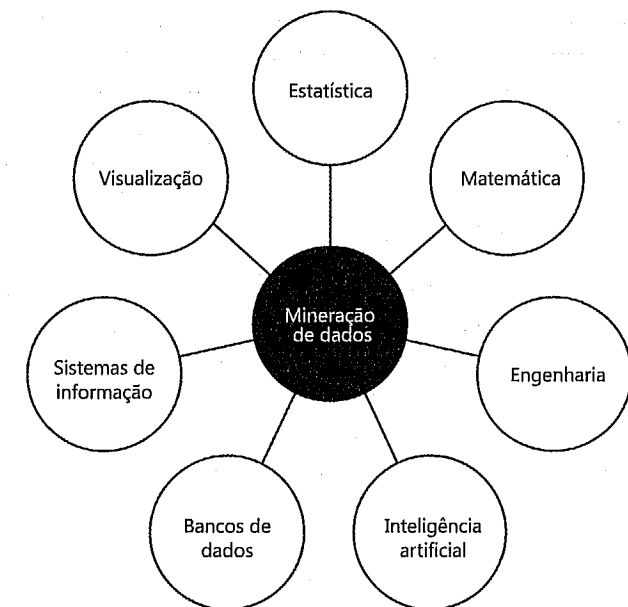 Estatística
Visualização
Matemática
Mineração
de dados
Sistemas de
informação
Engenharia
Bancos de
dados
Inteligência
artificial